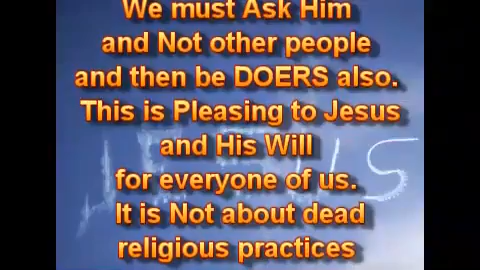 We must Ask Him
and Not other people
and then be DOERS also.
This is Pleasing to Jesus
and His Will
for everyone of us.
It is Not about dead
religious practices
JESUS